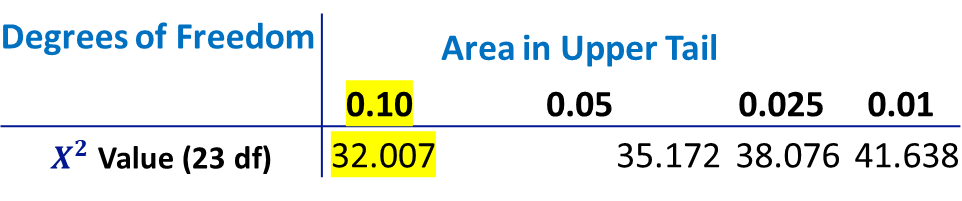 Degrees of Freedom
Area in Upper Tail
0.10 0.05 0.025 0.01
X² Value (23 df) 32.007 35.172 38.076 41.638